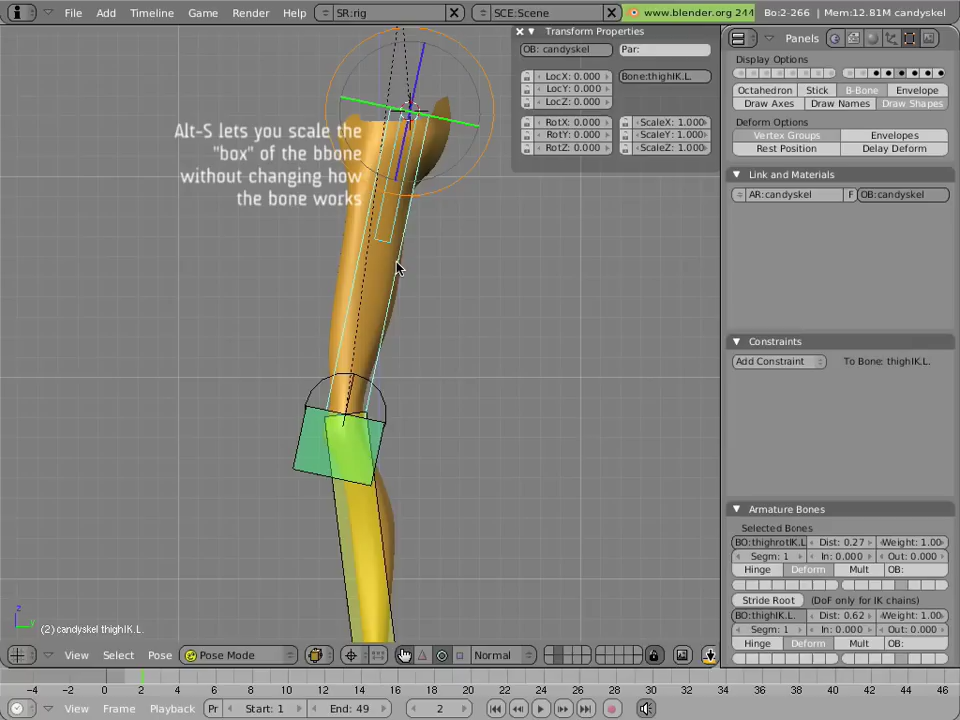 File Add Timeline Game Render Help SR:rig SCE:Scene www.blender.org 244 Bo:2-266 | Mem:12.81M candyskel
Transform Properties
OB: candyskel Par:
LocX: 0.000 Bone:thighIK.L.
LocY: 0.000
LocZ: 0.000
RotX: 0.000 ScaleX: 1.000
RotY: 0.000 ScaleY: 1.000
RotZ: 0.000 ScaleZ: 1.000
Alt-S lets you scale the
"box" of the bbone
without changing how
the bone works
Panels
Display Options
Octahedron Stick B-Bone Envelope
Draw Axes Draw Names Draw Shapes
Deform Options
Vertex Groups Envelopes
Rest Position Delay Deform
Link and Materials
AR:candyskel F OB:candyskel
Constraints
Add Constraint To Bone: thighIK.L.
Armature Bones
Selected Bones
BO:thighrotIK.L Dist: 0.27 Weight: 1.00
Segm: 1 In: 0.000 Out: 0.000
Hinge Deform Mult OB:
Stride Root (DoF only for IK chains)
BO:thighIK.L. Dist: 0.62 Weight: 1.00
Segm: 1 In: 0.000 Out: 0.000
Hinge Deform Mult OB:
z
y
(2) candyskel thighIK.L.
View Select Pose Pose Mode Normal
-4 -2 0 2 4 6 8 10 12 14 16 18 20 22 24 26 28 30 32 34 36 38 40 42 44 46
View Frame Playback Pr Start: 1 End: 49 2